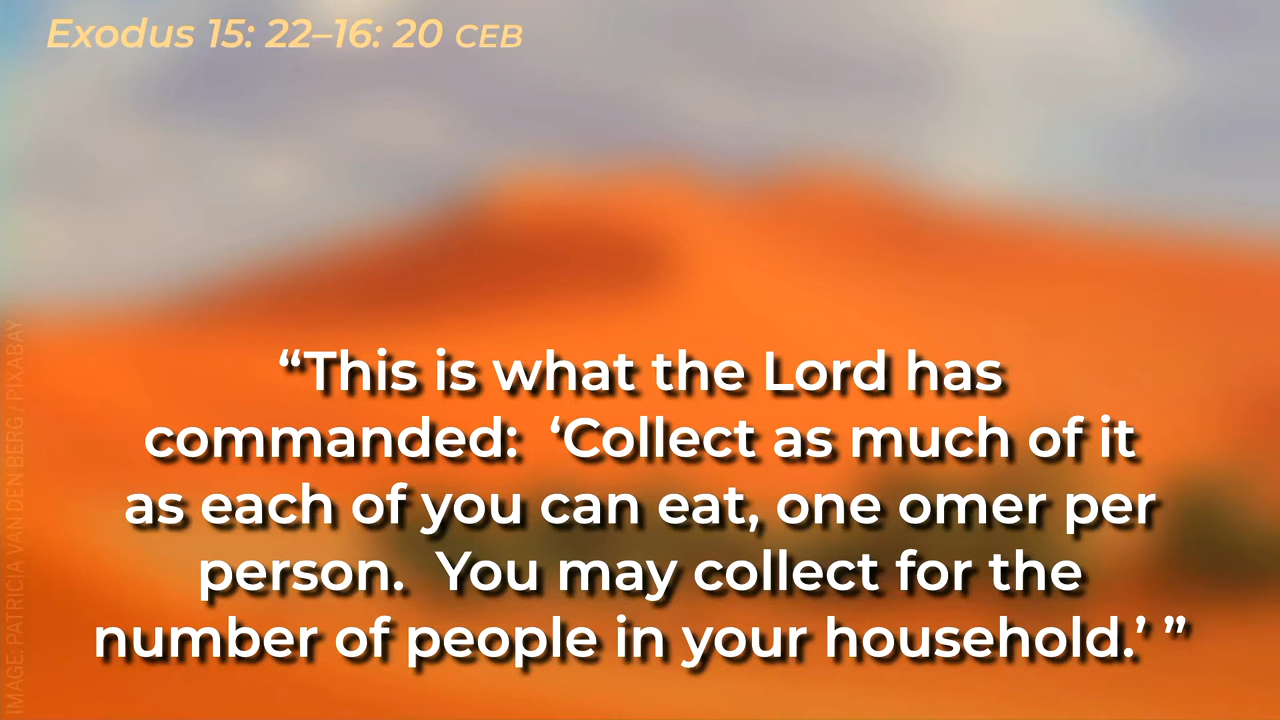 Exodus 15: 22–16: 20 CEB
“This is what the Lord has
commanded:  ‘Collect as much of it
as each of you can eat, one omer per
person.  You may collect for the
number of people in your household.’ ”
IMAGE: PATRICIA VAN DEN BERG / PIXABAY